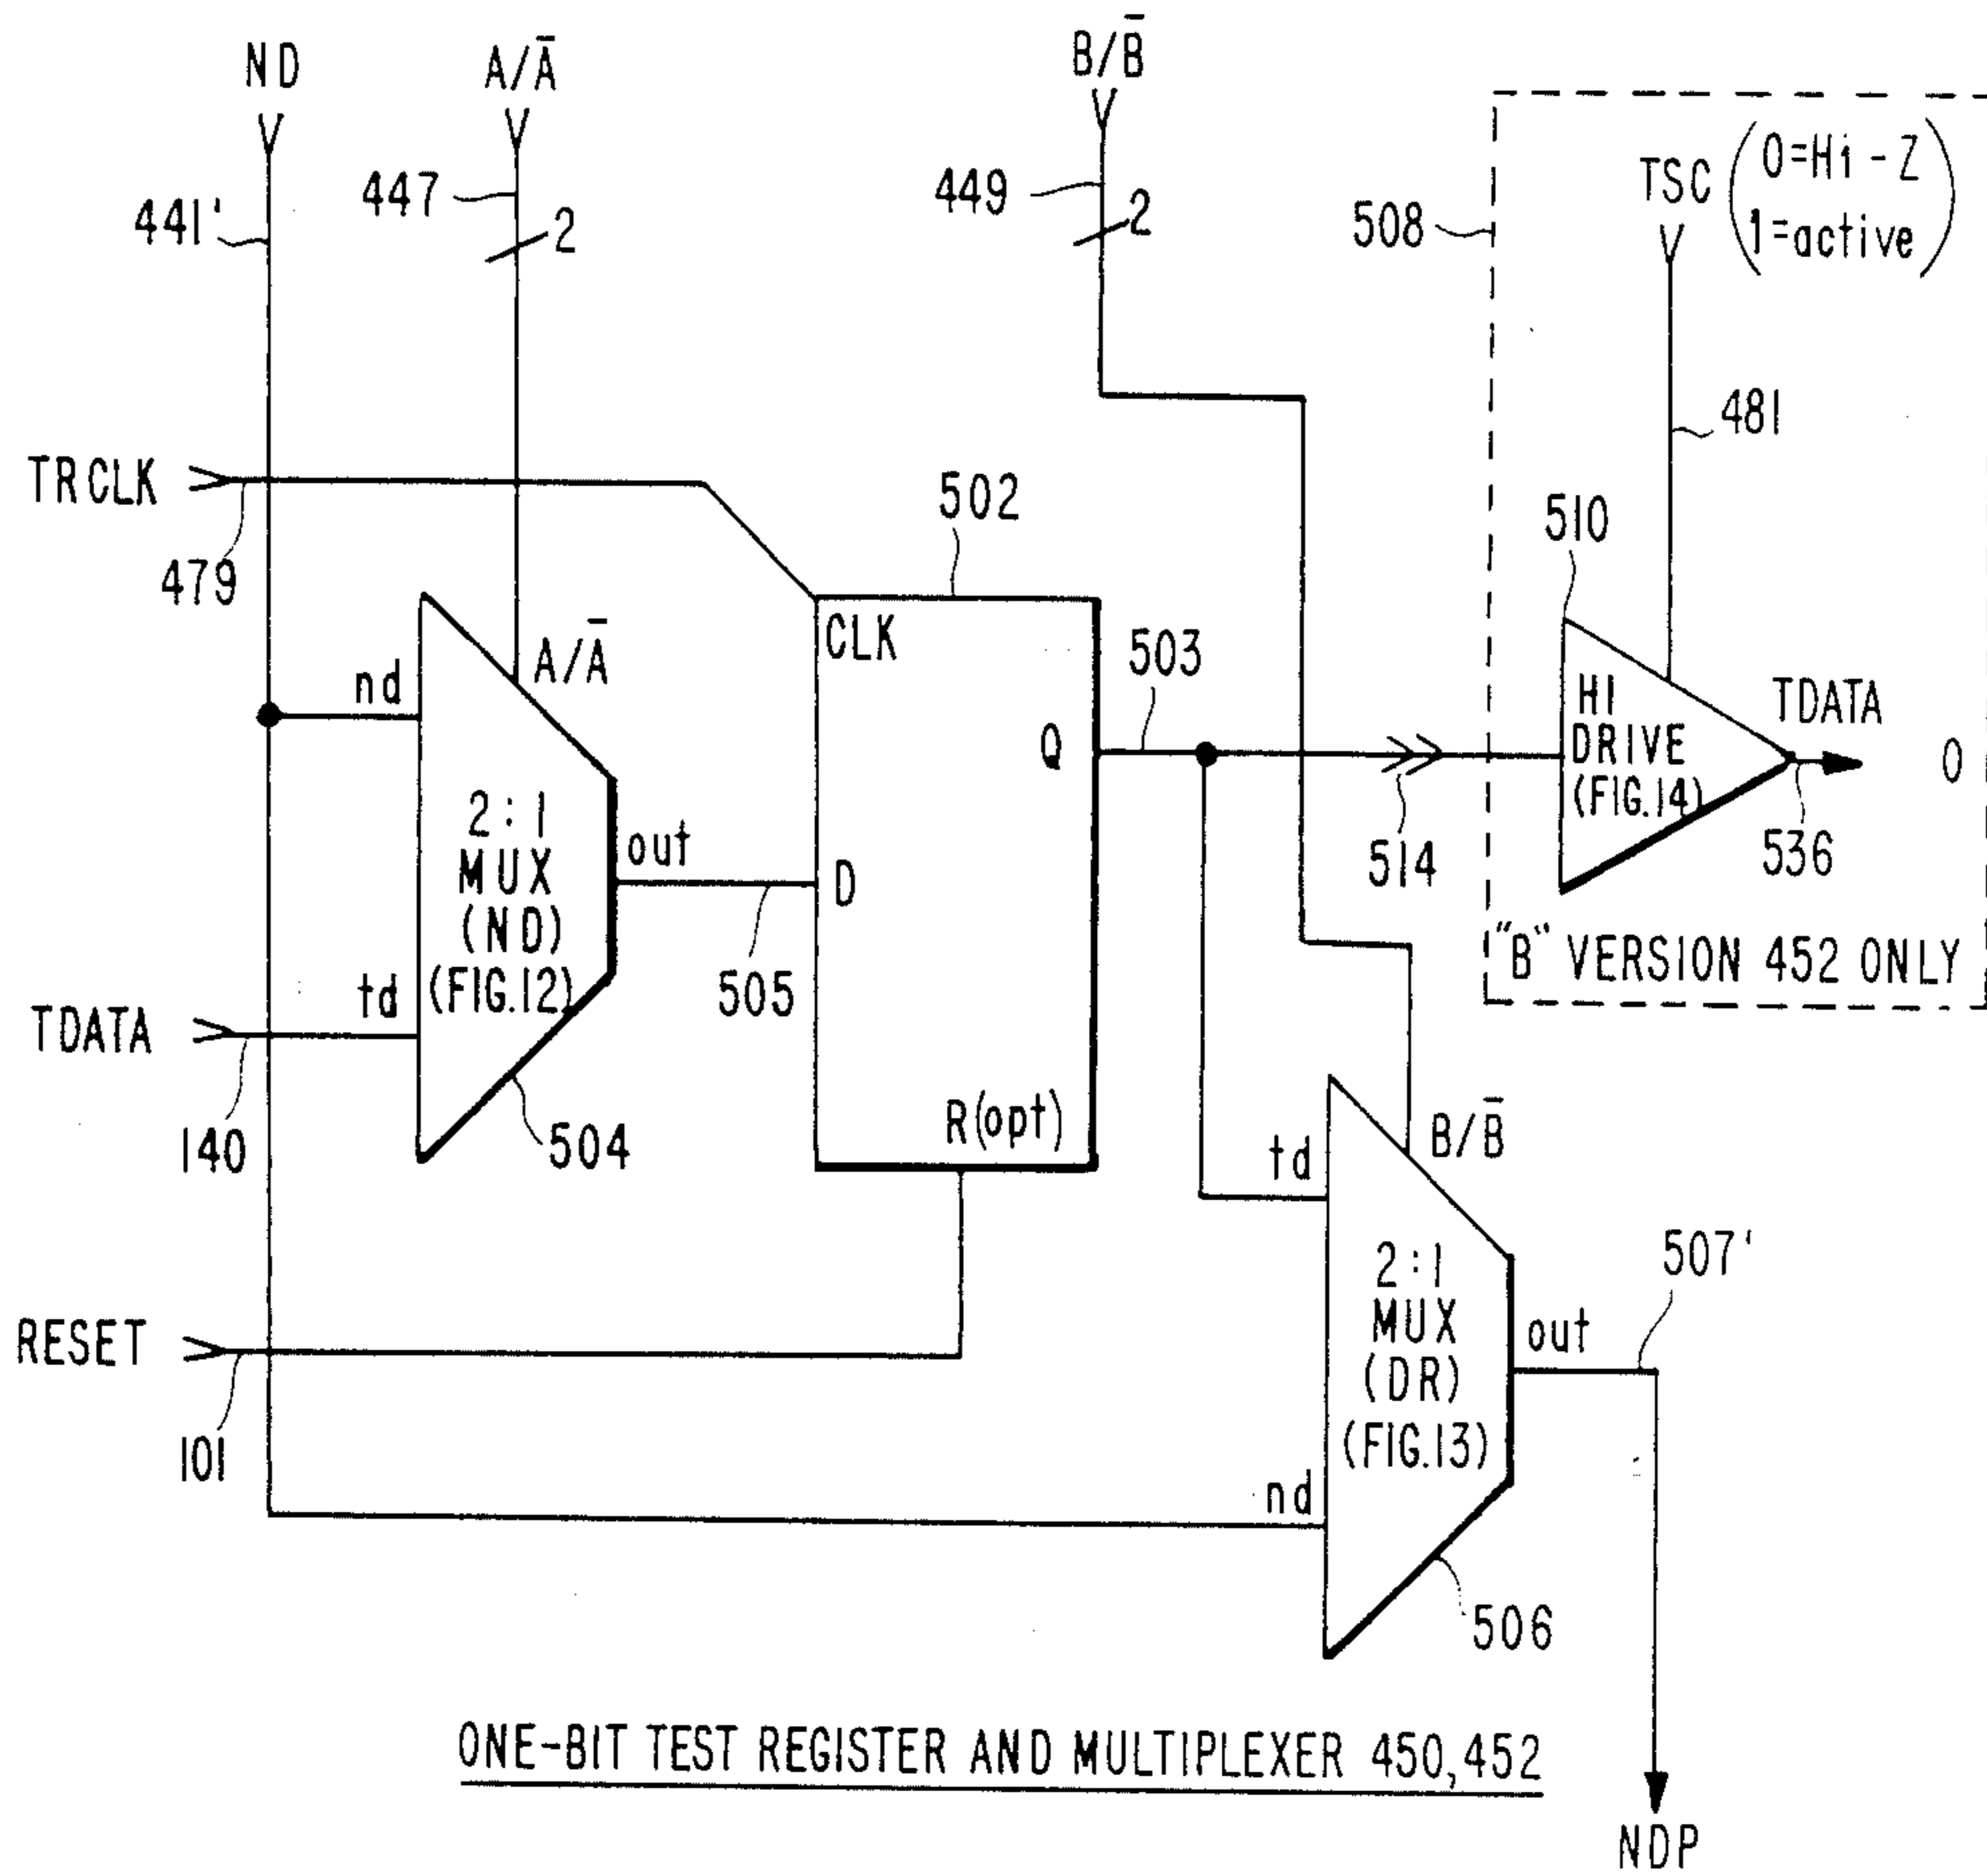 ND
A/A̅
B/B̅
441'
447
2
449
2
508
TSC (0=Hi-Z
1=active)
481
TRCLK
479
502
510
CLK
A/A̅
nd
503
Q
HI
DRIVE
(FIG.14)
TDATA
0
536
514
2:1
MUX
(ND)
(FIG.12)
out
D
505
td
"B" VERSION 452 ONLY
TDATA
140
504
R(opt)
td
B/B̅
RESET
101
2:1
MUX
(DR)
(FIG.13)
out
507'
nd
506
ONE-BIT TEST REGISTER AND MULTIPLEXER 450,452
NDP